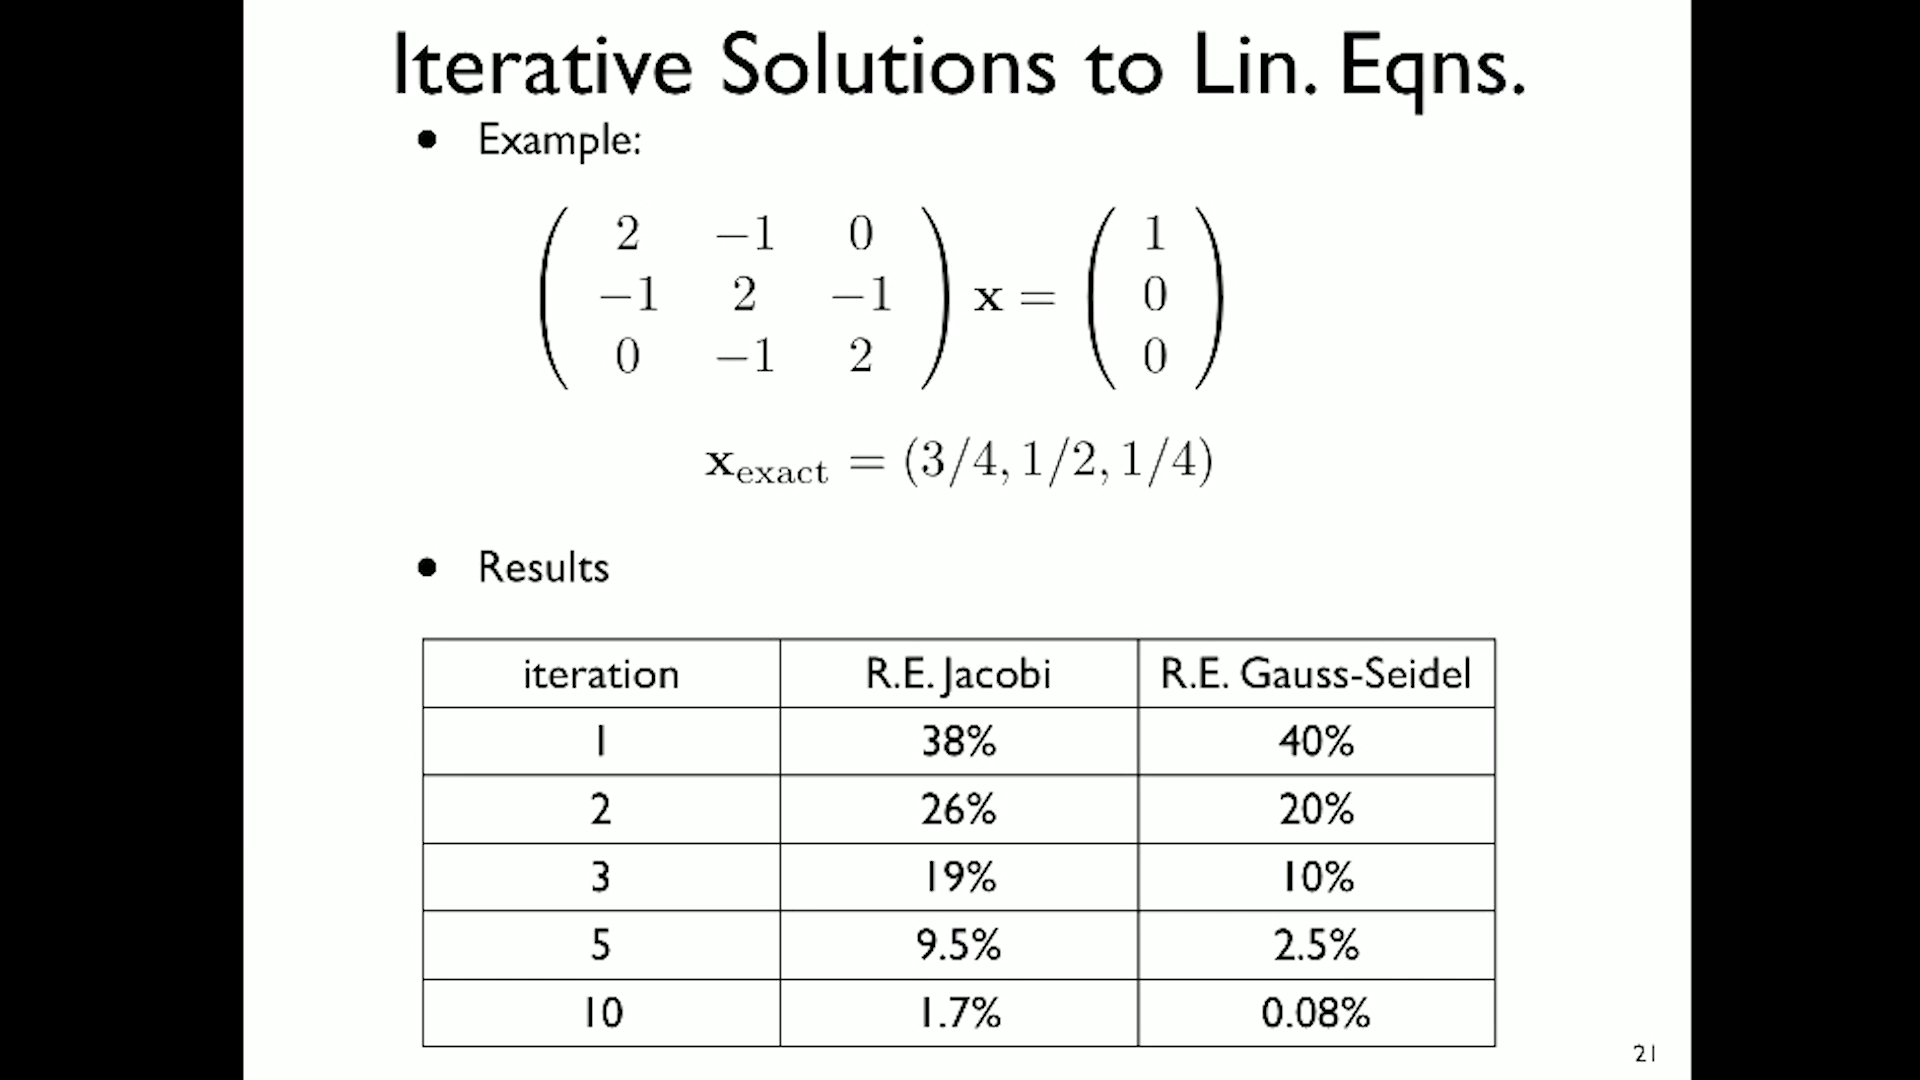 Iterative Solutions to Lin. Eqns.
• Example:
2 −1 0
−1 2 −1
0 −1 2
x =
1
0
0
x_exact = (3/4, 1/2, 1/4)
• Results
iteration R.E. Jacobi R.E. Gauss-Seidel
1 38% 40%
2 26% 20%
3 19% 10%
5 9.5% 2.5%
10 1.7% 0.08%
21